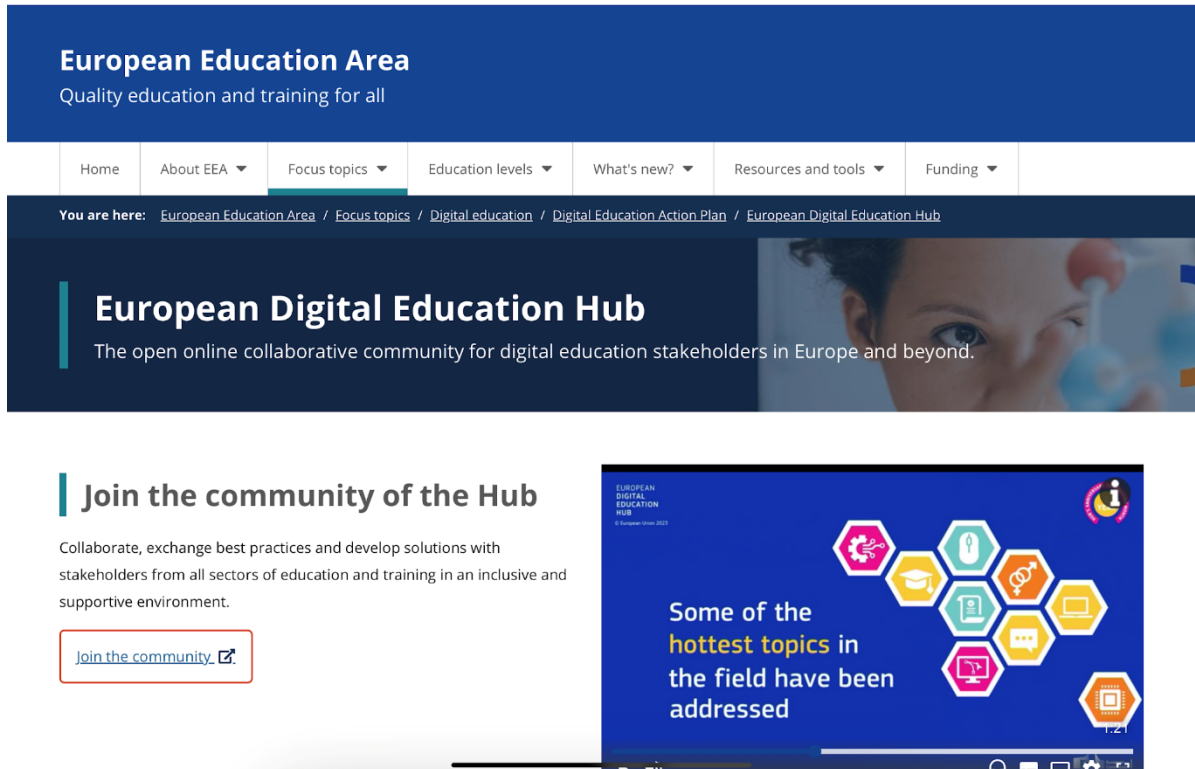 European Education Area
Quality education and training for all
Home About EEA Focus topics Education levels What's new? Resources and tools Funding
You are here: European Education Area / Focus topics / Digital education / Digital Education Action Plan / European Digital Education Hub
European Digital Education Hub
The open online collaborative community for digital education stakeholders in Europe and beyond.
Join the community of the Hub
Collaborate, exchange best practices and develop solutions with
stakeholders from all sectors of education and training in an inclusive and
supportive environment.
Join the community
EUROPEAN
DIGITAL
EDUCATION
HUB
© European Union 2023
Some of the
hottest topics in
the field have been
addressed
1:21